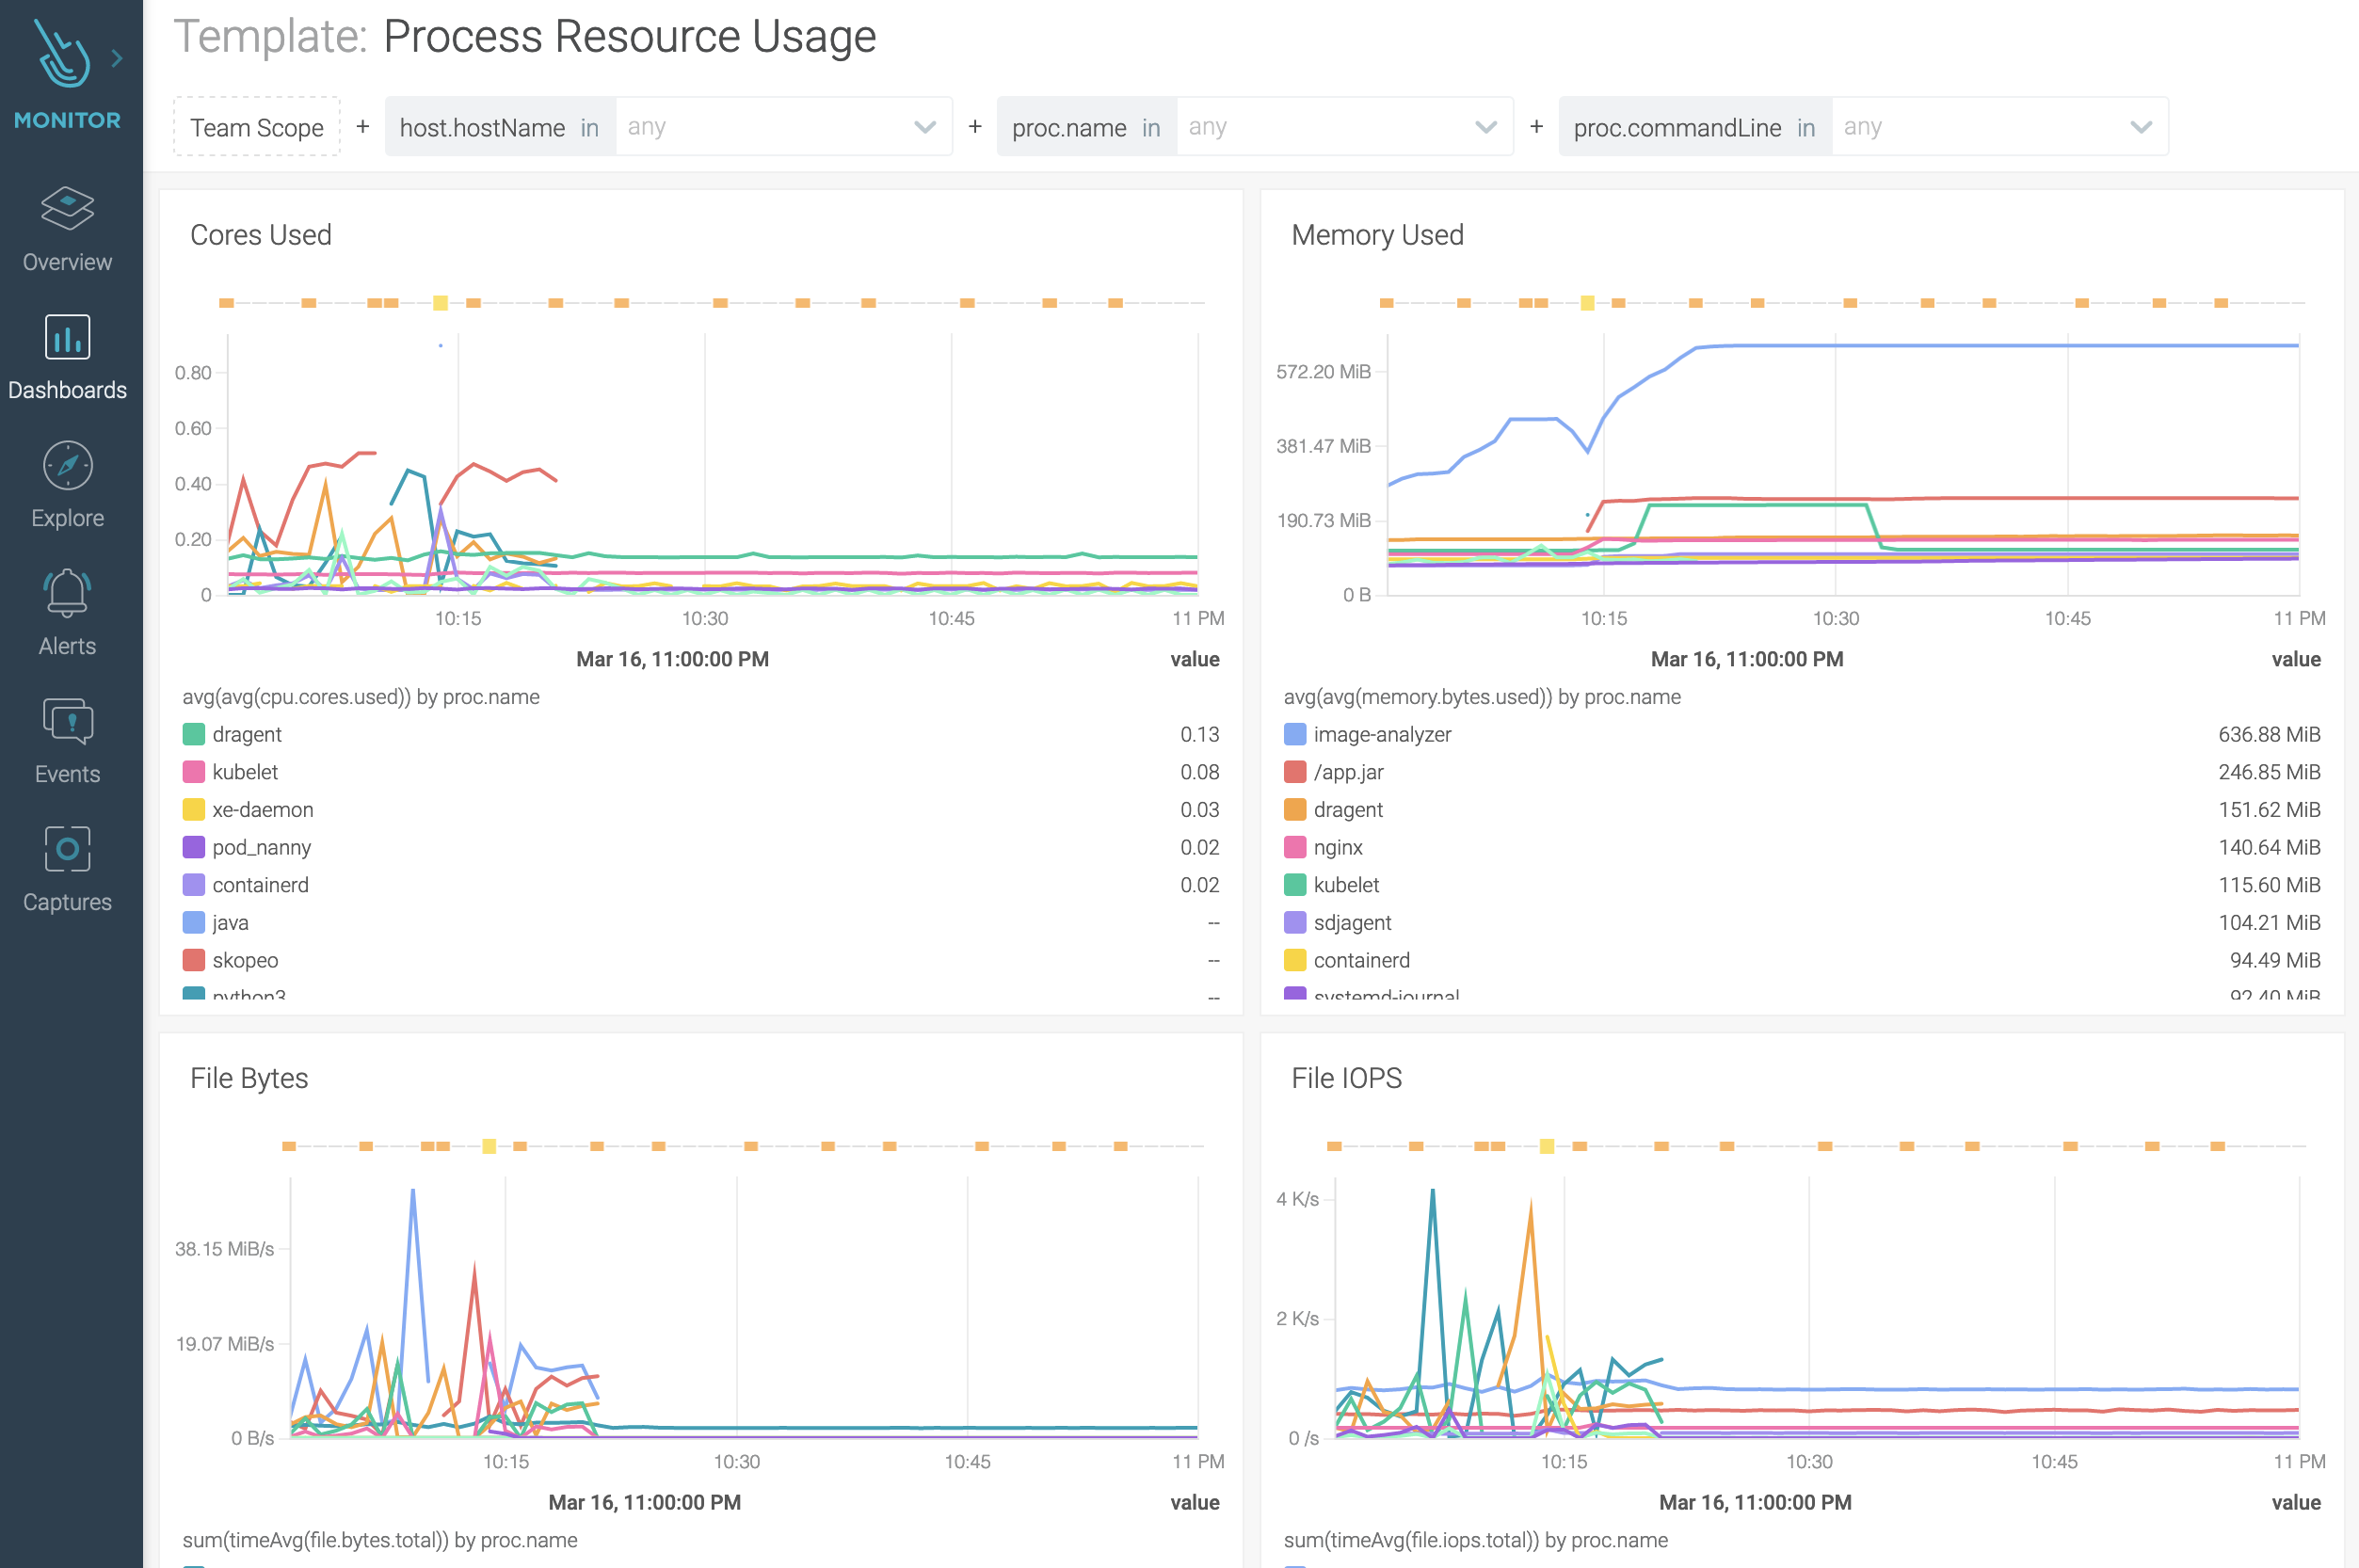 Template: Process Resource Usage
MONITOR
Team Scope + host.hostName in any + proc.name in any + proc.commandLine in any
Overview
Dashboards
Explore
Alerts
Events
Captures
Cores Used
0.80
0.60
0.40
0.20
0
10:15 10:30 10:45 11 PM
Mar 16, 11:00:00 PM value
avg(avg(cpu.cores.used)) by proc.name
dragent 0.13
kubelet 0.08
xe-daemon 0.03
pod_nanny 0.02
containerd 0.02
java --
skopeo --
python3 --
Memory Used
572.20 MiB
381.47 MiB
190.73 MiB
0 B
10:15 10:30 10:45 11 PM
Mar 16, 11:00:00 PM value
avg(avg(memory.bytes.used)) by proc.name
image-analyzer 636.88 MiB
/app.jar 246.85 MiB
dragent 151.62 MiB
nginx 140.64 MiB
kubelet 115.60 MiB
sdjagent 104.21 MiB
containerd 94.49 MiB
systemd-journal 92.40 MiB
File Bytes
38.15 MiB/s
19.07 MiB/s
0 B/s
10:15 10:30 10:45 11 PM
Mar 16, 11:00:00 PM value
sum(timeAvg(file.bytes.total)) by proc.name
File IOPS
4 K/s
2 K/s
0 /s
10:15 10:30 10:45 11 PM
Mar 16, 11:00:00 PM value
sum(timeAvg(file.iops.total)) by proc.name